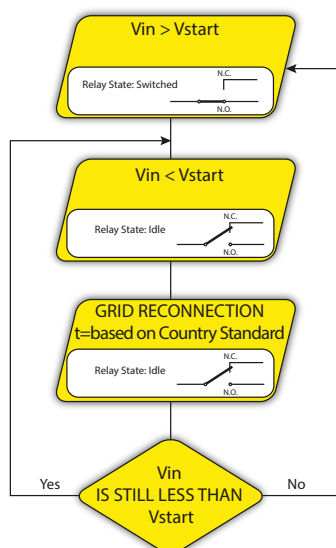 Vin > Vstart
N.C.
Relay State: Switched
N.O.
Vin < Vstart
N.C.
Relay State: Idle
N.O.
GRID RECONNECTION
t=based on Country Standard
N.C.
Relay State: Idle
N.O.
Yes
Vin
No
IS STILL LESS THAN
Vstart